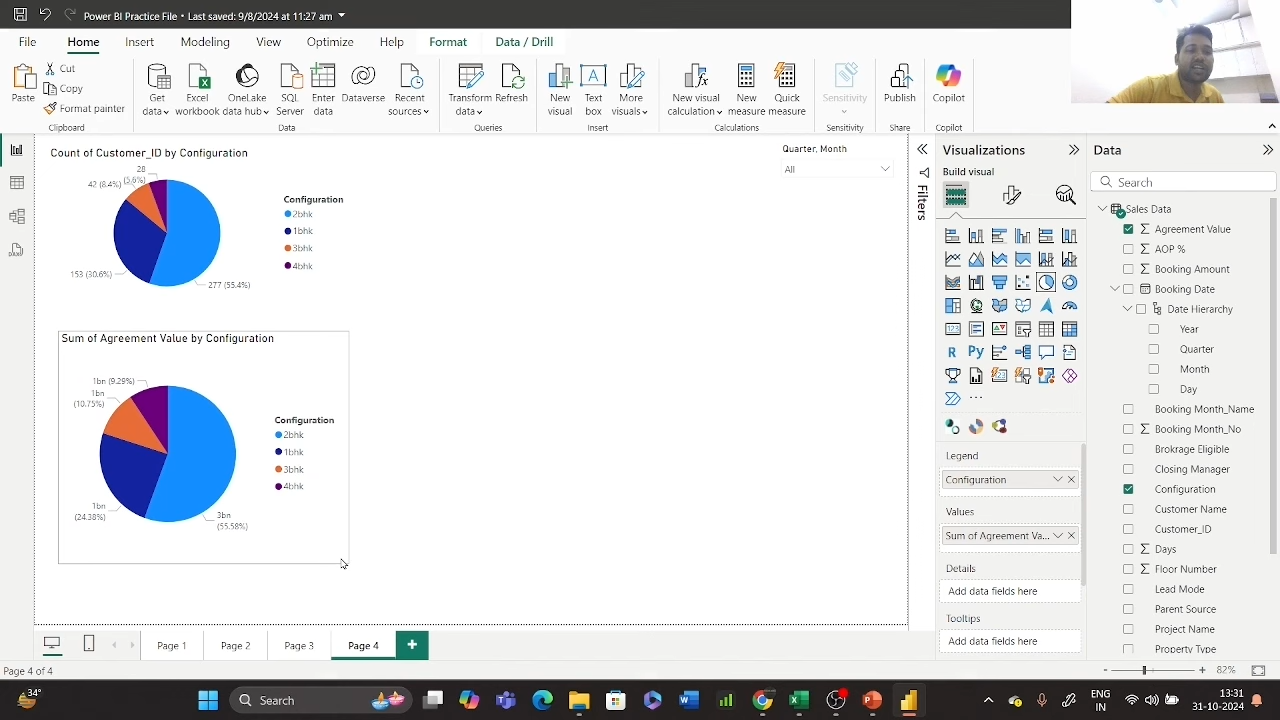 Power BI Practice File • Last saved: 9/8/2024 at 11:27 am
File Home Insert Modeling View Optimize Help Format Data / Drill
Paste
Cut
Copy
Format painter
Clipboard
Get data
Excel workbook
OneLake data hub
SQL Server
Enter data
Dataverse
Recent sources
Data
Transform data
Refresh
Queries
New visual
Text box
More visuals
Insert
New visual calculation
New measure
Quick measure
Calculations
Sensitivity
Sensitivity
Publish
Share
Copilot
Copilot
Count of Customer_ID by Configuration
28
(5.6%)
42 (8.4%)
153 (30.6%)
277 (55.4%)
Configuration
2bhk
1bhk
3bhk
4bhk
Quarter, Month
All
Sum of Agreement Value by Configuration
1bn (9.29%)
1bn
(10.75%)
1bn
(24.38%)
3bn
(55.58%)
Configuration
2bhk
1bhk
3bhk
4bhk
Filters
Visualizations
Build visual
R Py
123
Legend
Configuration
Values
Sum of Agreement Va...
Details
Add data fields here
Tooltips
Add data fields here
Data
Search
Sales Data
Agreement Value
AOP %
Booking Amount
Booking Date
Date Hierarchy
Year
Quarter
Month
Day
Booking Month_Name
Booking Month_No
Brokrage Eligible
Closing Manager
Configuration
Customer Name
Customer_ID
Days
Floor Number
Lead Mode
Parent Source
Project Name
Property Type
Page 1 Page 2 Page 3 Page 4
Page 4 of 4
82%
34°
Search
ENG
IN
13:31
31-10-2024